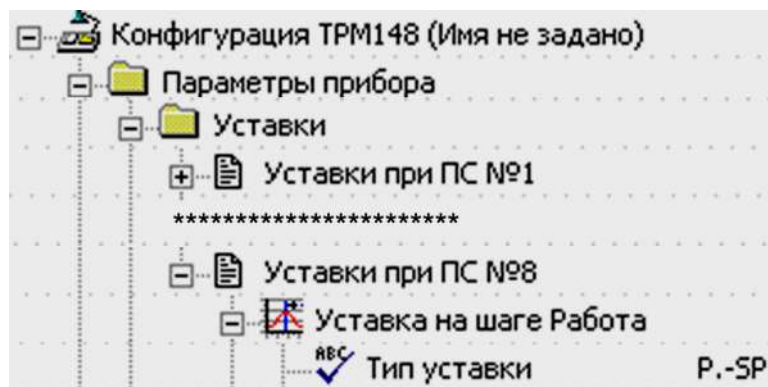 Конфигурация ТРМ148 (Имя не задано)
Параметры прибора
Уставки
Уставки при ПС №1
***********************
Уставки при ПС №8
Уставка на шаге Работа
ABC Тип уставки P.-SP